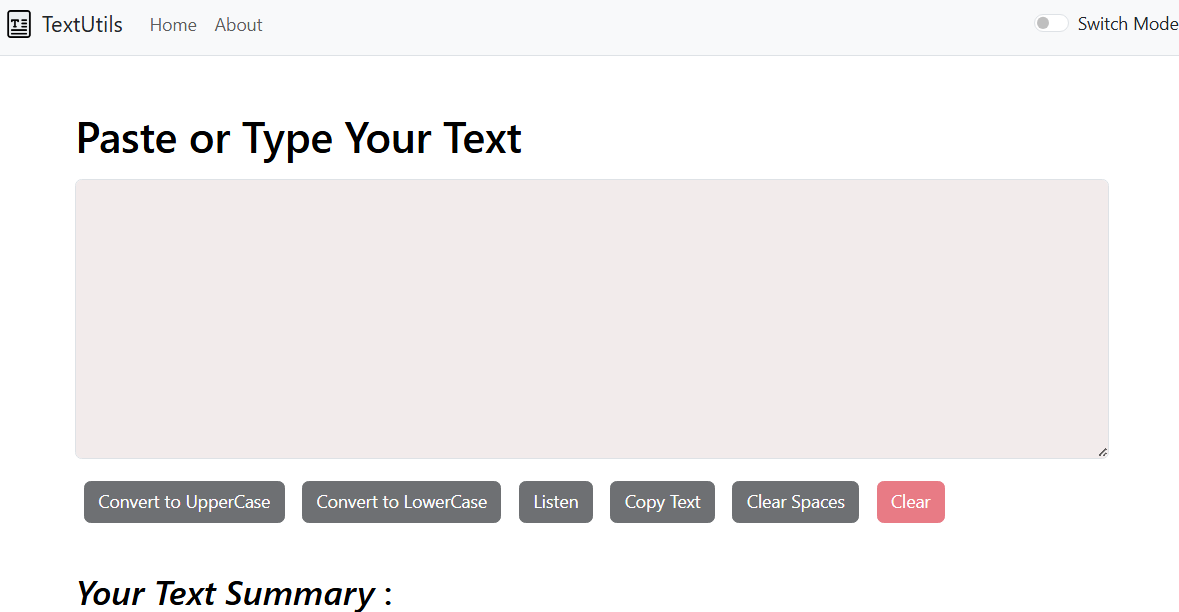 TextUtils Home About Switch Mode
Paste or Type Your Text
Convert to UpperCase Convert to LowerCase Listen Copy Text Clear Spaces Clear
Your Text Summary :